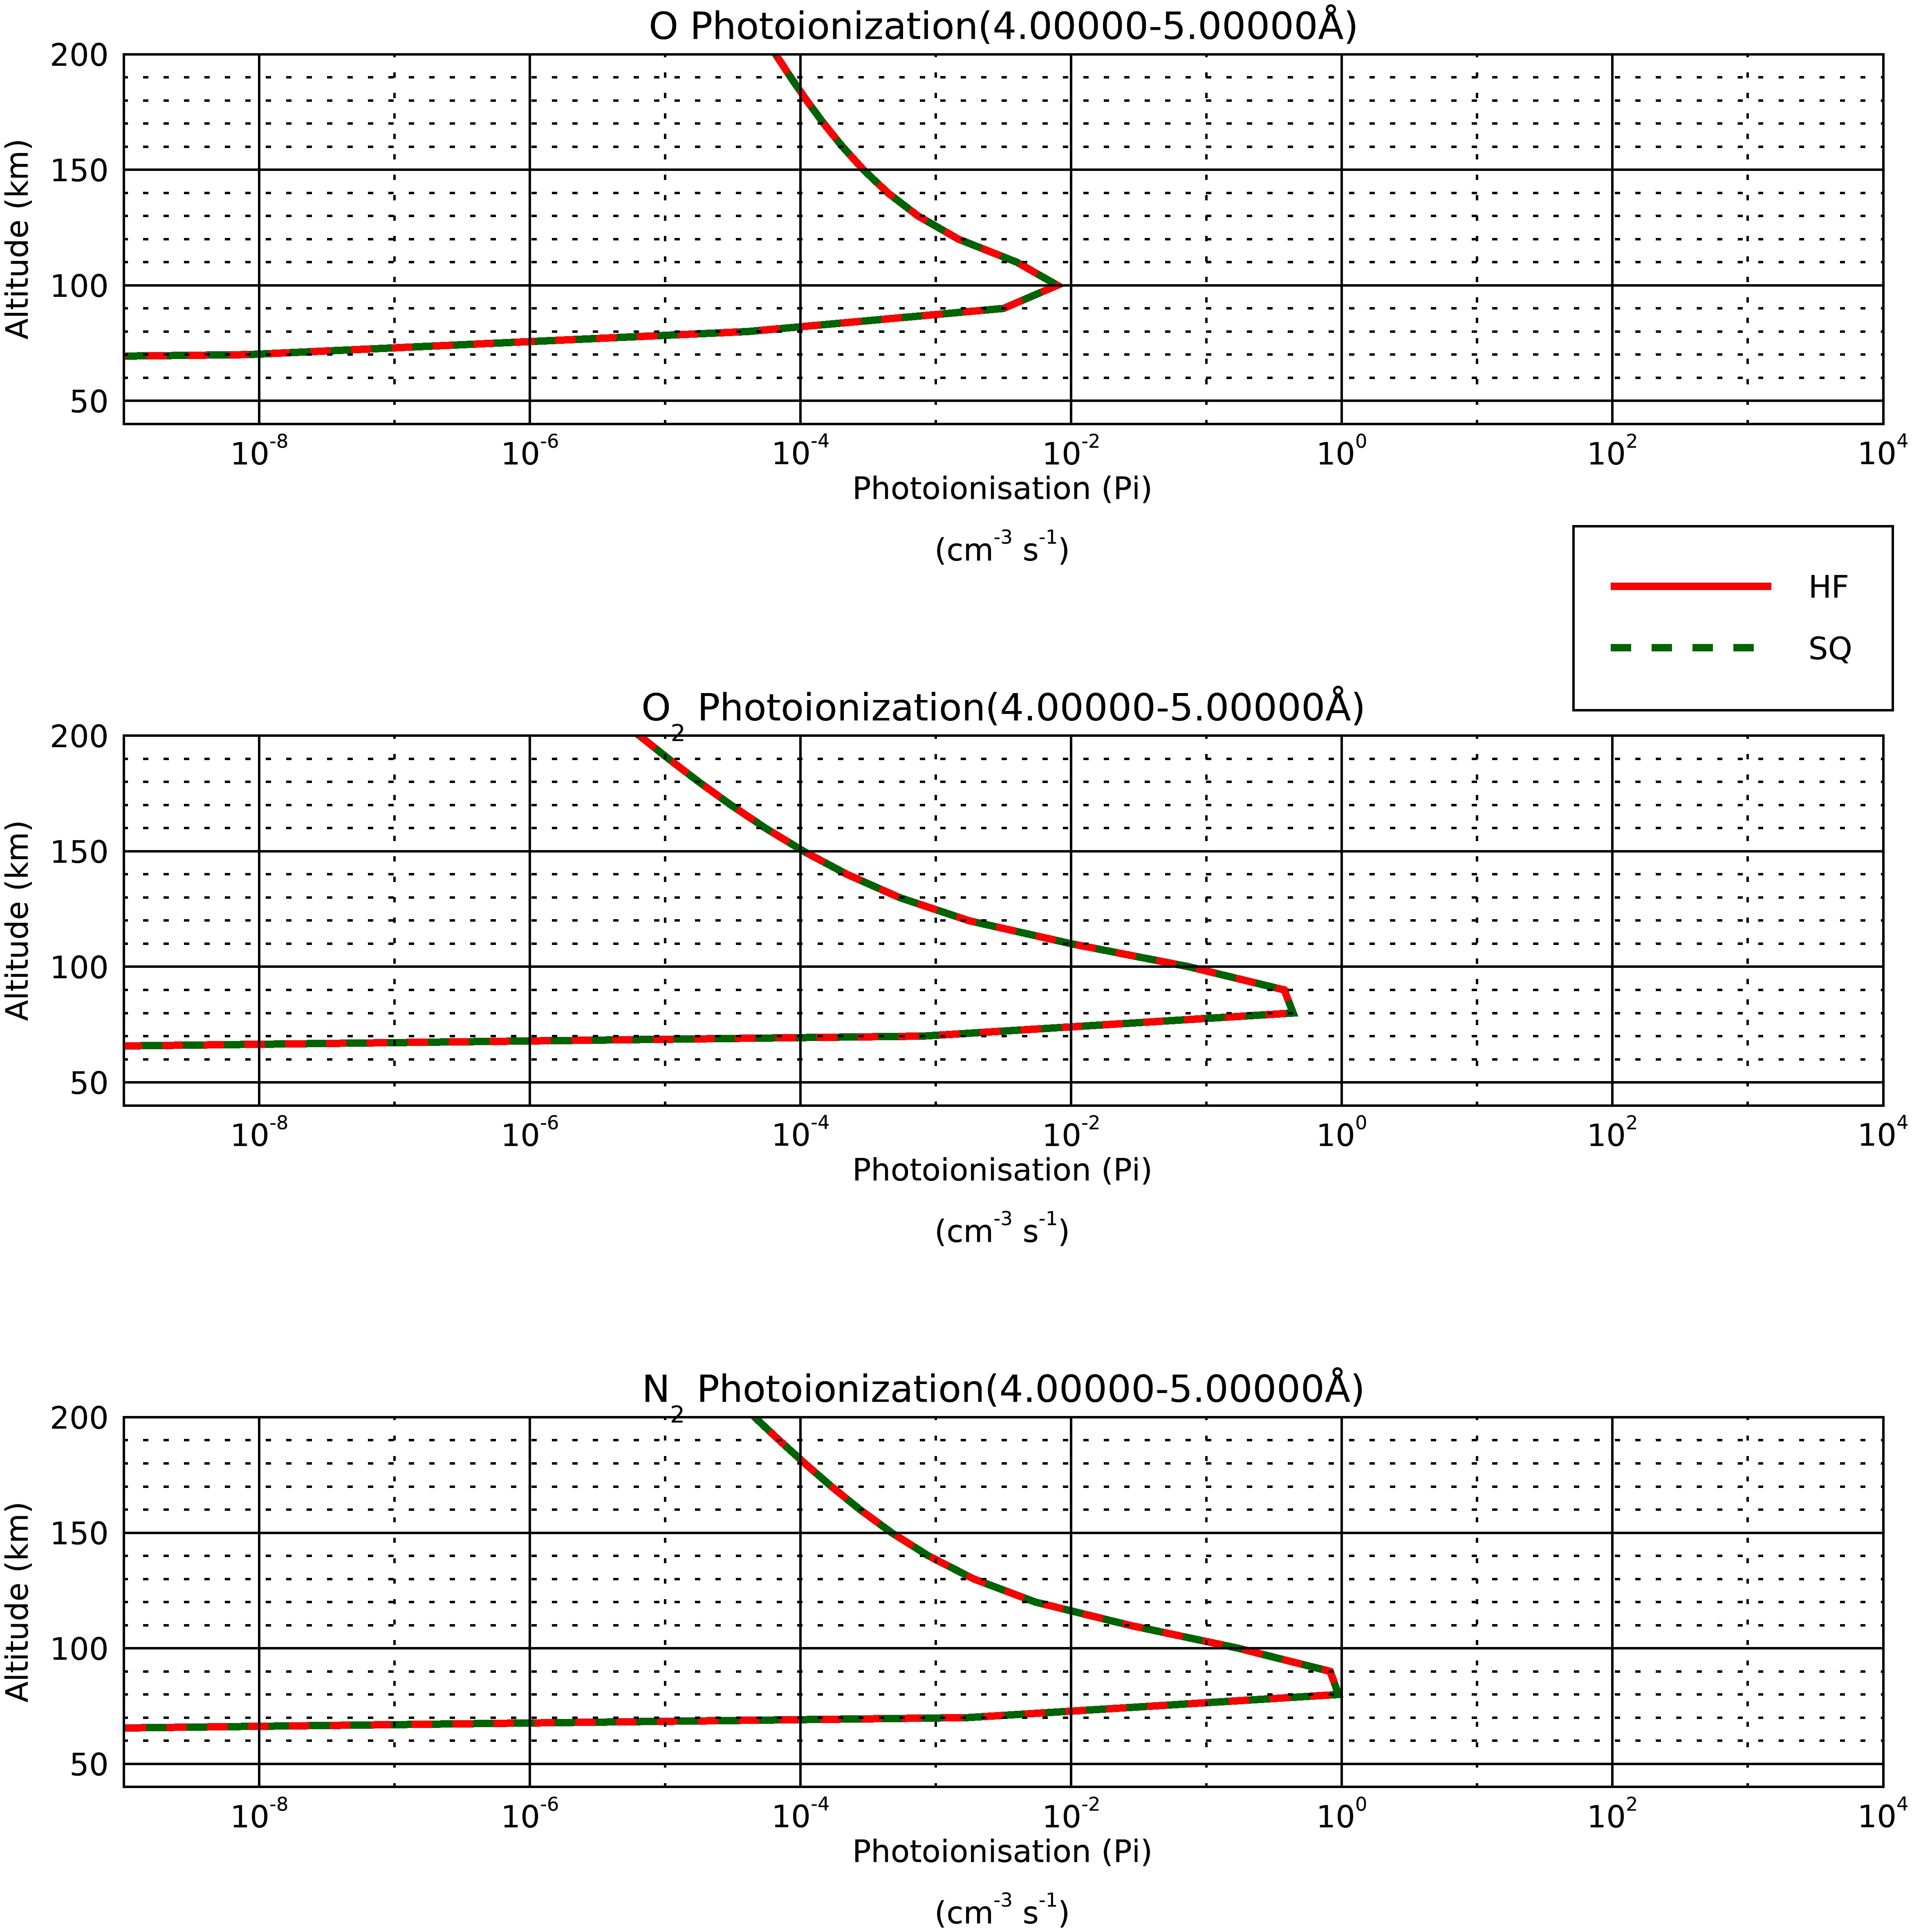 O Photoionization(4.00000-5.00000Å)
200
150
100
50
Altitude (km)
10⁻⁸ 10⁻⁶ 10⁻⁴ 10⁻² 10⁰ 10² 10⁴
Photoionisation (Pi)
(cm⁻³ s⁻¹)
HF
SQ
O₂ Photoionization(4.00000-5.00000Å)
200
150
100
50
Altitude (km)
10⁻⁸ 10⁻⁶ 10⁻⁴ 10⁻² 10⁰ 10² 10⁴
Photoionisation (Pi)
(cm⁻³ s⁻¹)
N₂ Photoionization(4.00000-5.00000Å)
200
150
100
50
Altitude (km)
10⁻⁸ 10⁻⁶ 10⁻⁴ 10⁻² 10⁰ 10² 10⁴
Photoionisation (Pi)
(cm⁻³ s⁻¹)